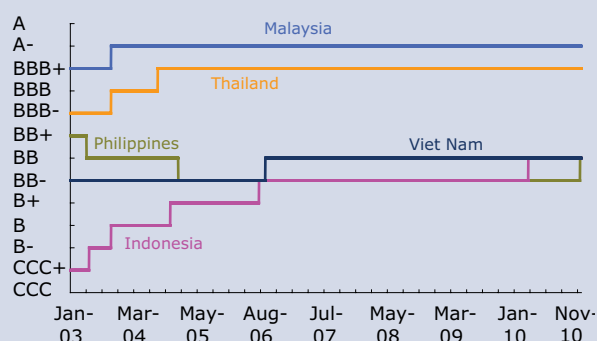 A
A-
Malaysia
BBB+
BBB
Thailand
BBB-
BB+
Philippines
Viet Nam
BB
BB-
B+
B
Indonesia
B-
CCC+
CCC
Jan- Mar- May- Aug- Jul- May- Mar- Jan- Nov-
03 04 05 06 07 08 09 10 10